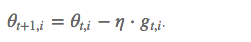 θ_{t+1,i} = θ_{t,i} − η · g_{t,i}.